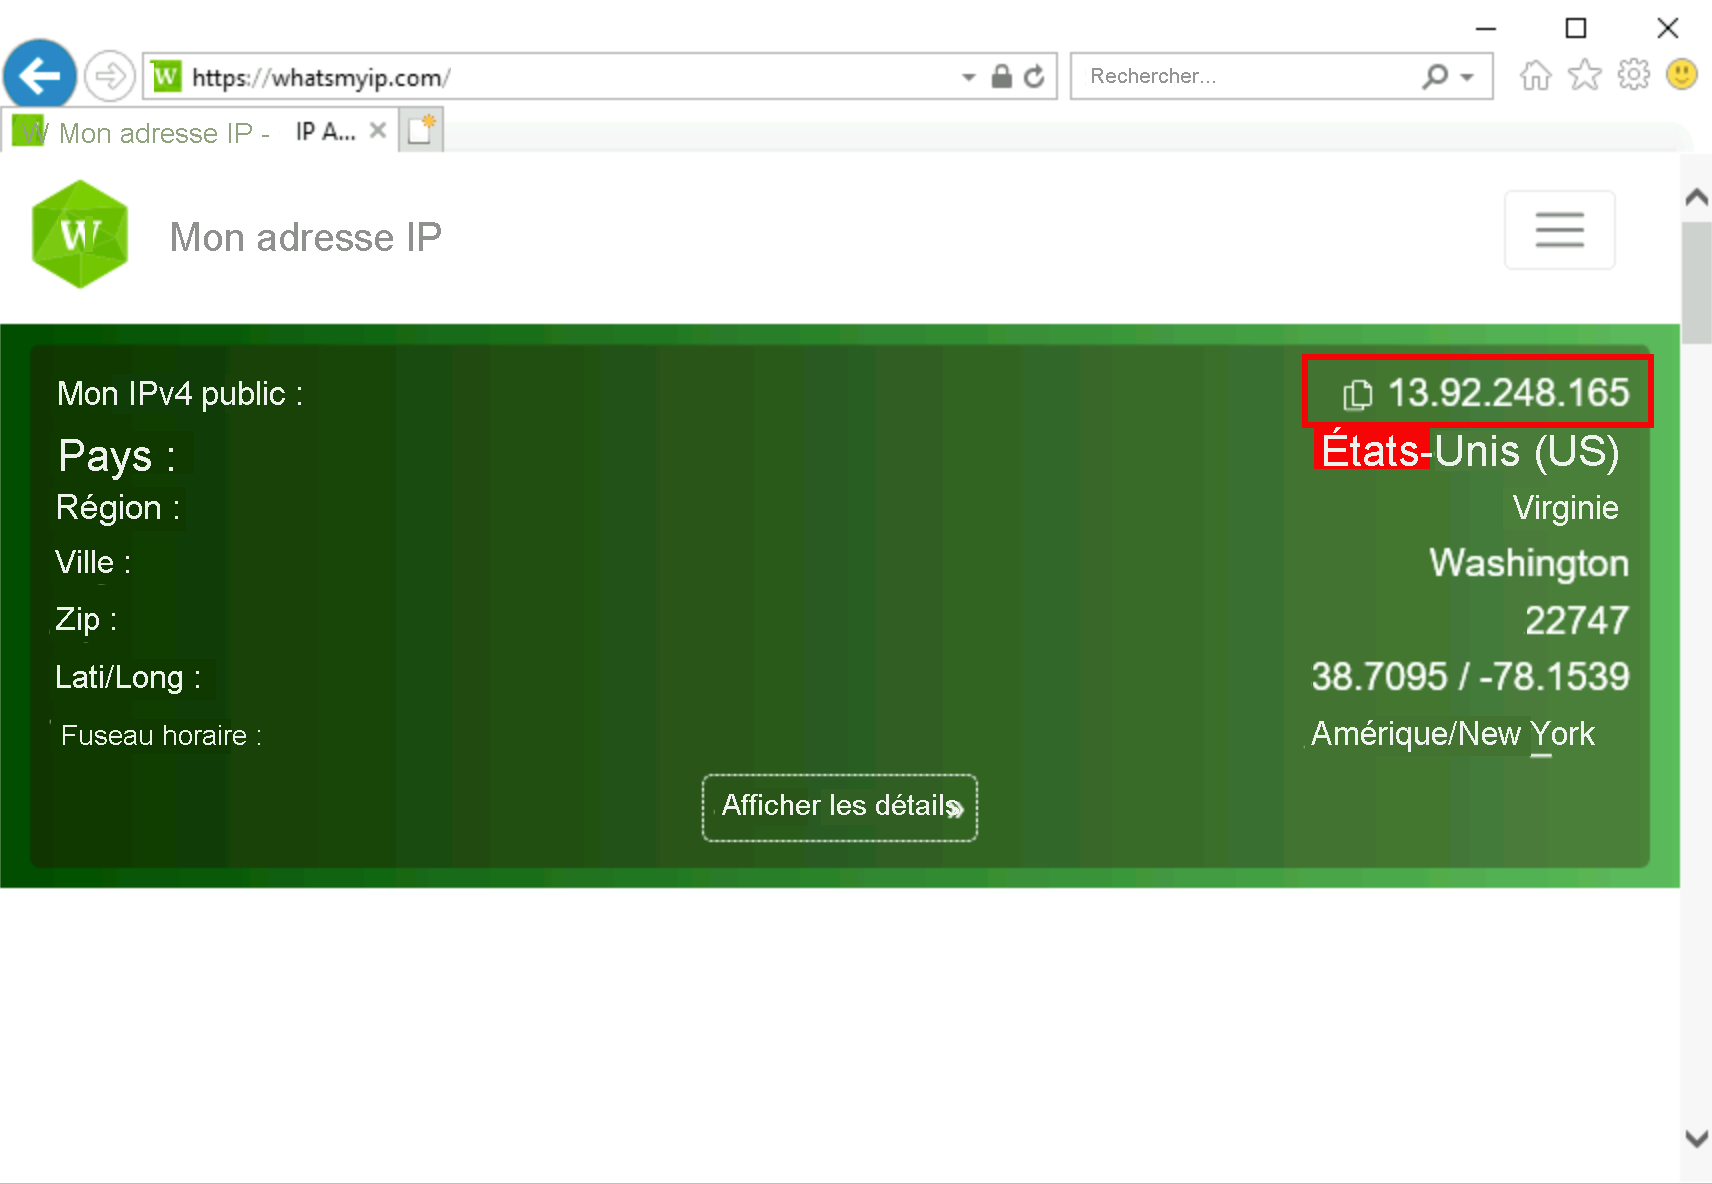 https://whatsmyip.com/
Rechercher...
W Mon adresse IP - IP A...
W Mon adresse IP
Mon IPv4 public : 13.92.248.165
Pays : États-Unis (US)
Région : Virginie
Ville : Washington
Zip : 22747
Lati/Long : 38.7095 / -78.1539
Fuseau horaire : Amérique/New York
Afficher les détails »